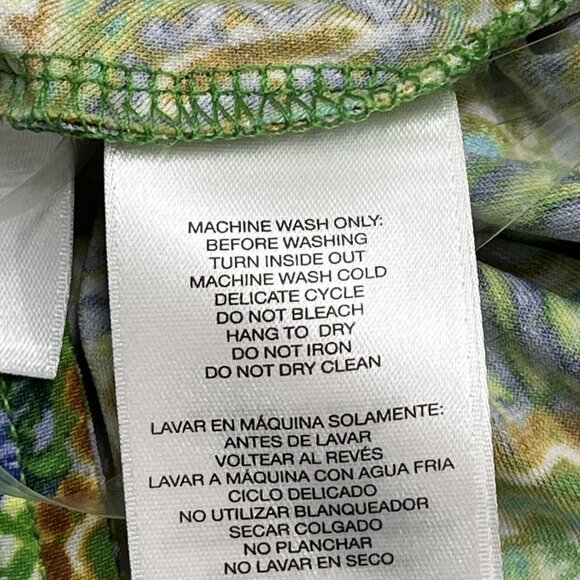 MACHINE WASH ONLY:
BEFORE WASHING
TURN INSIDE OUT
MACHINE WASH COLD
DELICATE CYCLE
DO NOT BLEACH
HANG TO DRY
DO NOT IRON
DO NOT DRY CLEAN
LAVAR EN MÁQUINA SOLAMENTE:
ANTES DE LAVAR
VOLTEAR AL REVÉS
LAVAR A MÁQUINA CON AGUA FRIA
CICLO DELICADO
NO UTILIZAR BLANQUEADOR
SECAR COLGADO
NO PLANCHAR
NO LAVAR EN SECO